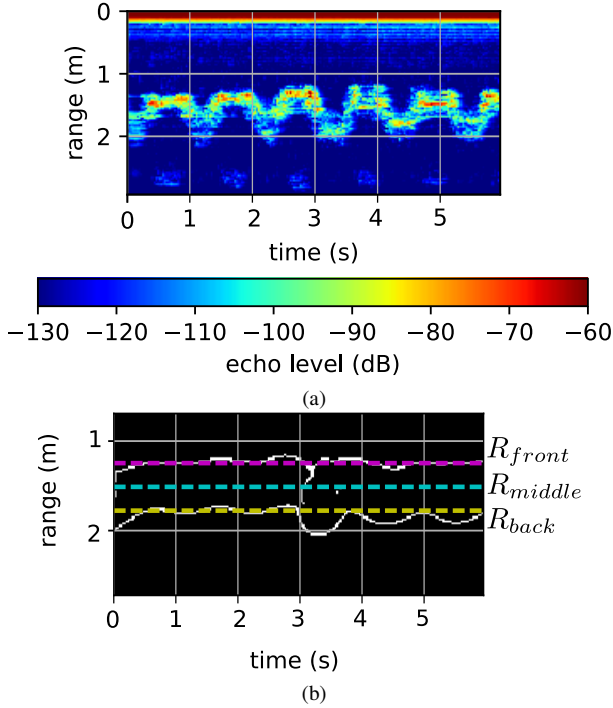 0
1
2
range (m)
0 1 2 3 4 5
time (s)
−130 −120 −110 −100 −90 −80 −70 −60
echo level (dB)
(a)
1
2
range (m)
R_front
R_middle
R_back
0 1 2 3 4 5
time (s)
(b)